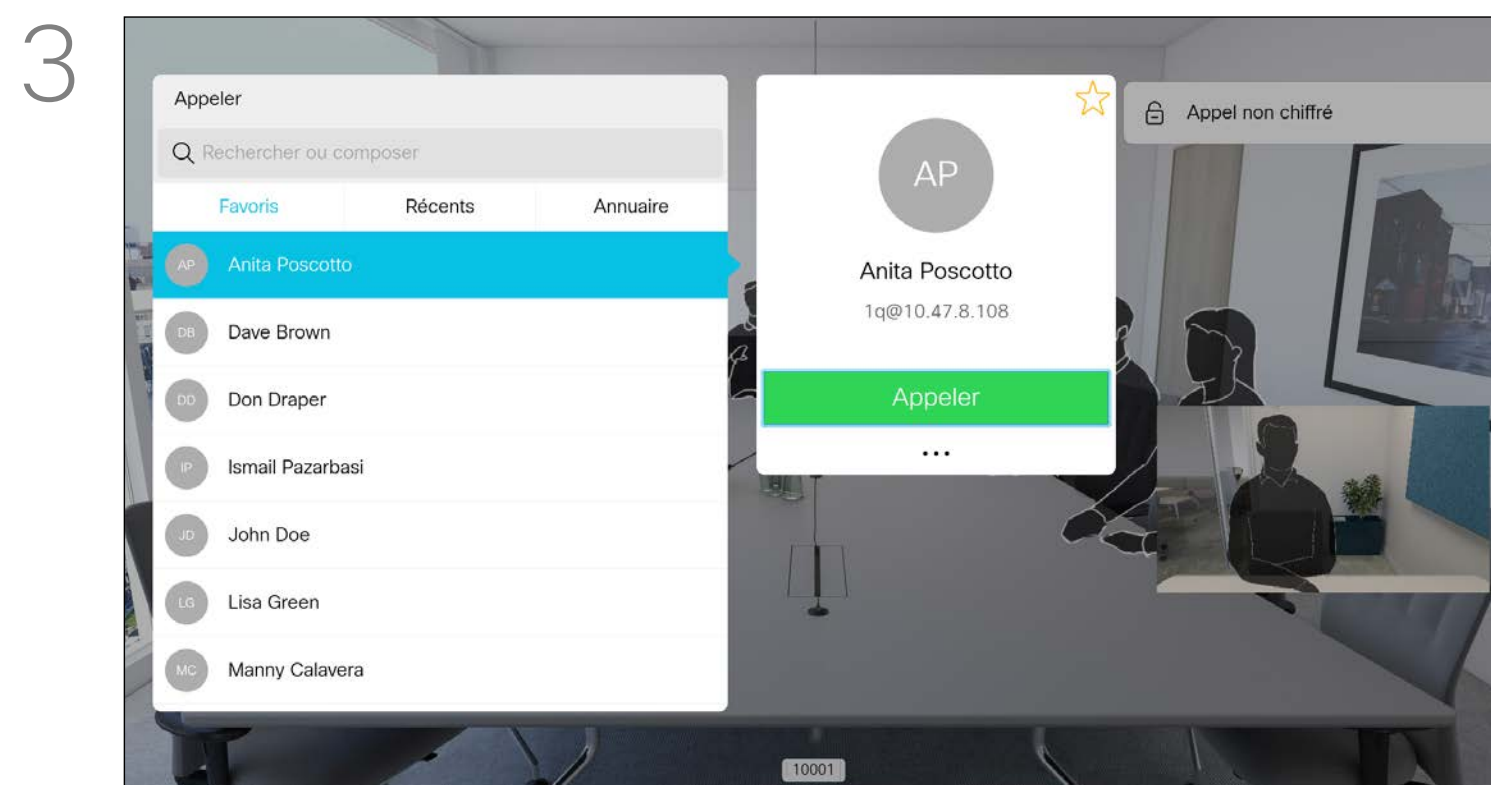 3
Appeler
Rechercher ou composer
Favoris Récents Annuaire
AP Anita Poscotto
DB Dave Brown
DD Don Draper
IP Ismail Pazarbasi
JD John Doe
LG Lisa Green
MC Manny Calavera
AP
Anita Poscotto
1q@10.47.8.108
Appeler
...
Appel non chiffré
10001